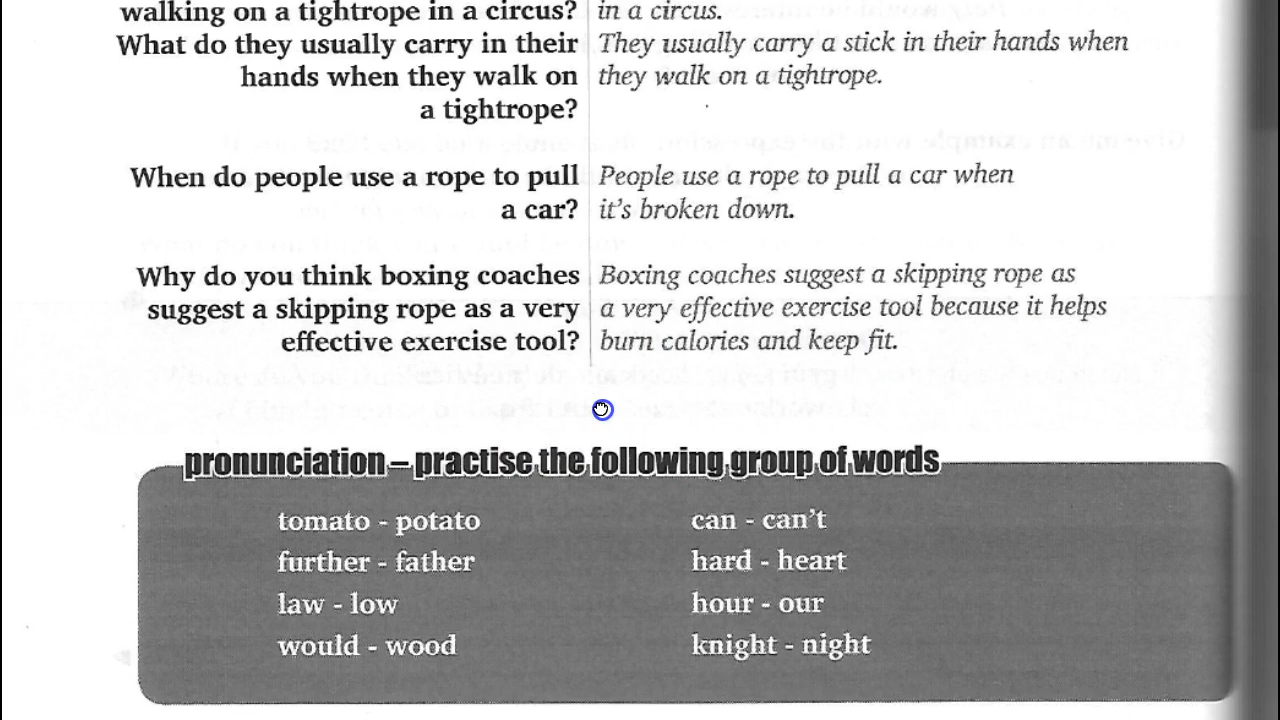 walking on a tightrope in a circus?
in a circus.
What do they usually carry in their
hands when they walk on
a tightrope?
They usually carry a stick in their hands when
they walk on a tightrope.
When do people use a rope to pull
a car?
People use a rope to pull a car when
it's broken down.
Why do you think boxing coaches
suggest a skipping rope as a very
effective exercise tool?
Boxing coaches suggest a skipping rope as
a very effective exercise tool because it helps
burn calories and keep fit.
pronunciation – practise the following group of words
tomato - potato
further - father
law - low
would - wood
can - can't
hard - heart
hour - our
knight - night